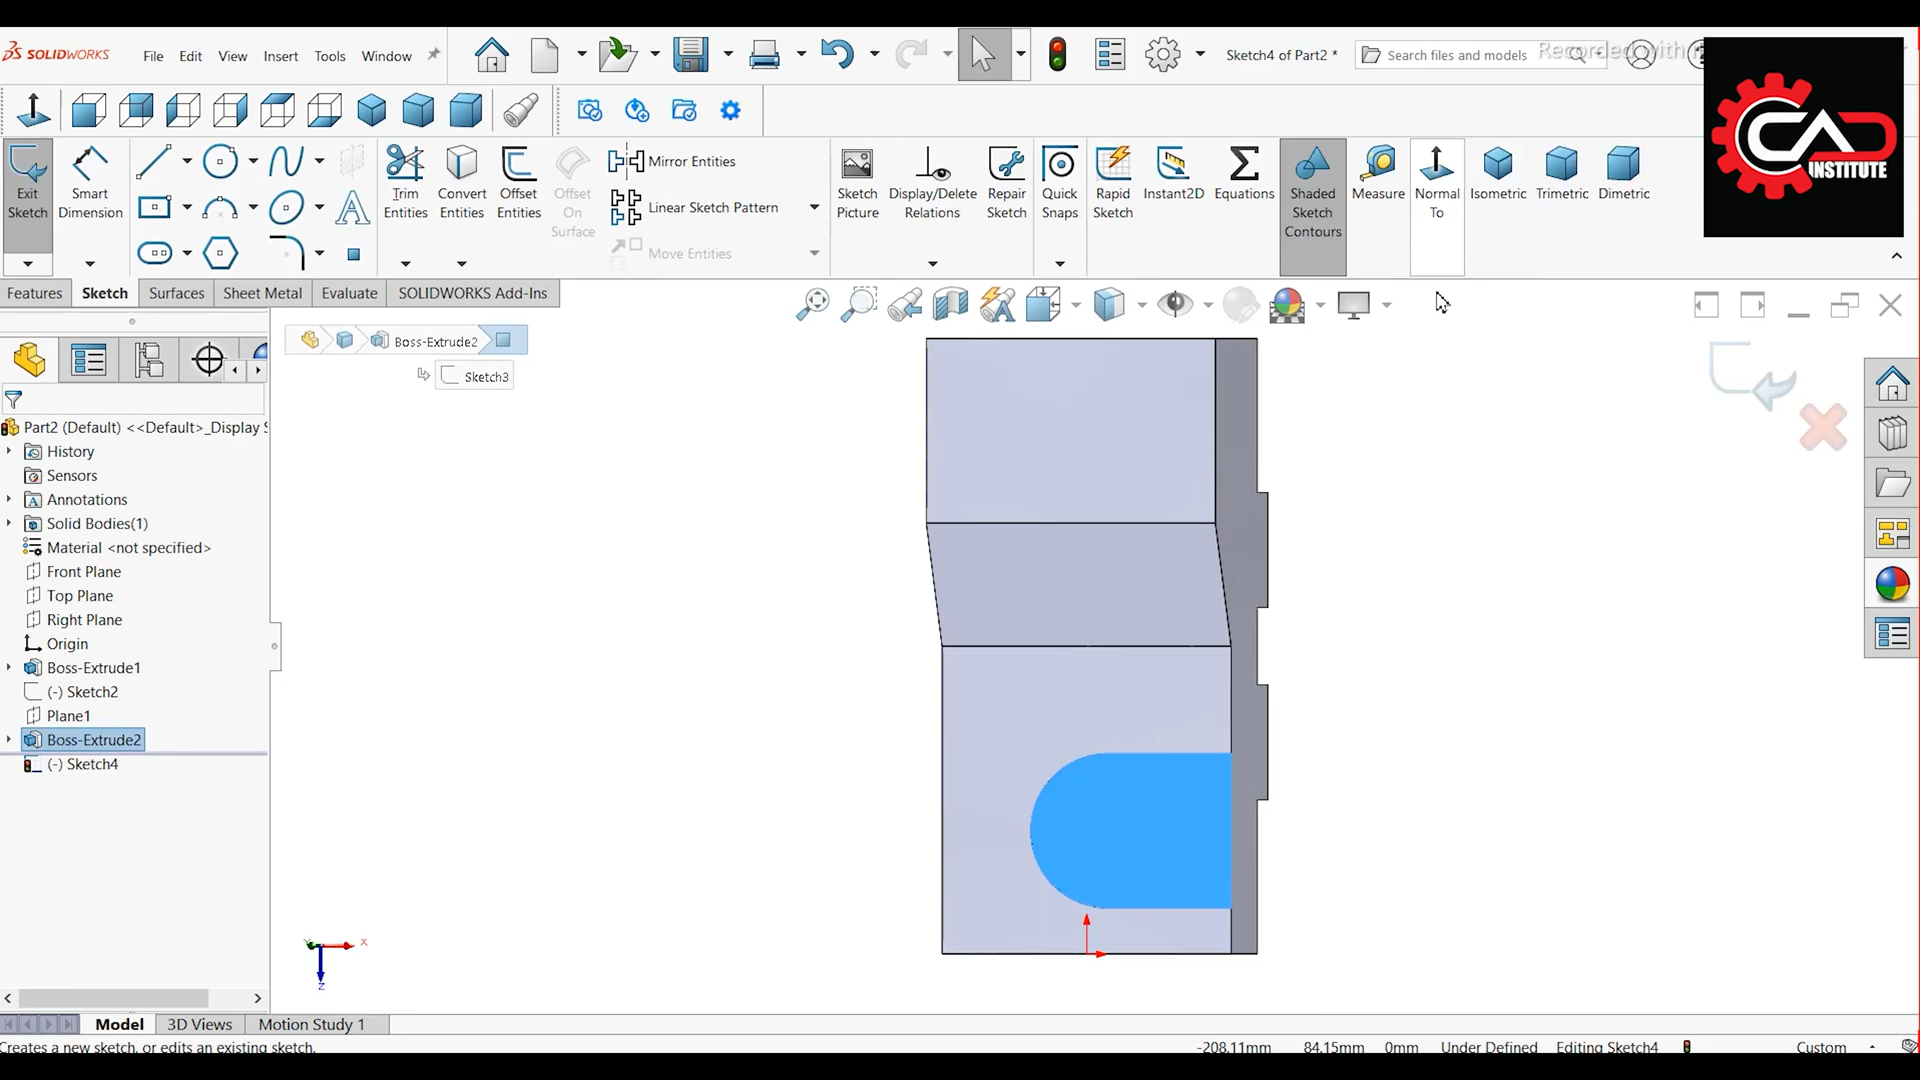 SOLIDWORKS File Edit View Insert Tools Window
Sketch4 of Part2 * Search files and models Recorded with
CAD
INSTITUTE
Exit Sketch
Smart Dimension
Trim Entities
Convert Entities
Offset Entities
Offset On Surface
Mirror Entities
Linear Sketch Pattern
Move Entities
Sketch Picture
Display/Delete Relations
Repair Sketch
Quick Snaps
Rapid Sketch
Instant2D
Equations
Shaded Sketch Contours
Measure
Normal To
Isometric
Trimetric
Dimetric
Features Sketch Surfaces Sheet Metal Evaluate SOLIDWORKS Add-Ins
Boss-Extrude2
Sketch3
Part2 (Default) <<Default>_Display S
History
Sensors
Annotations
Solid Bodies(1)
Material <not specified>
Front Plane
Top Plane
Right Plane
Origin
Boss-Extrude1
(-) Sketch2
Plane1
Boss-Extrude2
(-) Sketch4
Y X
Z
Model 3D Views Motion Study 1
Creates a new sketch, or edits an existing sketch.
-208.11mm 84.15mm 0mm Under Defined Editing Sketch4 Custom